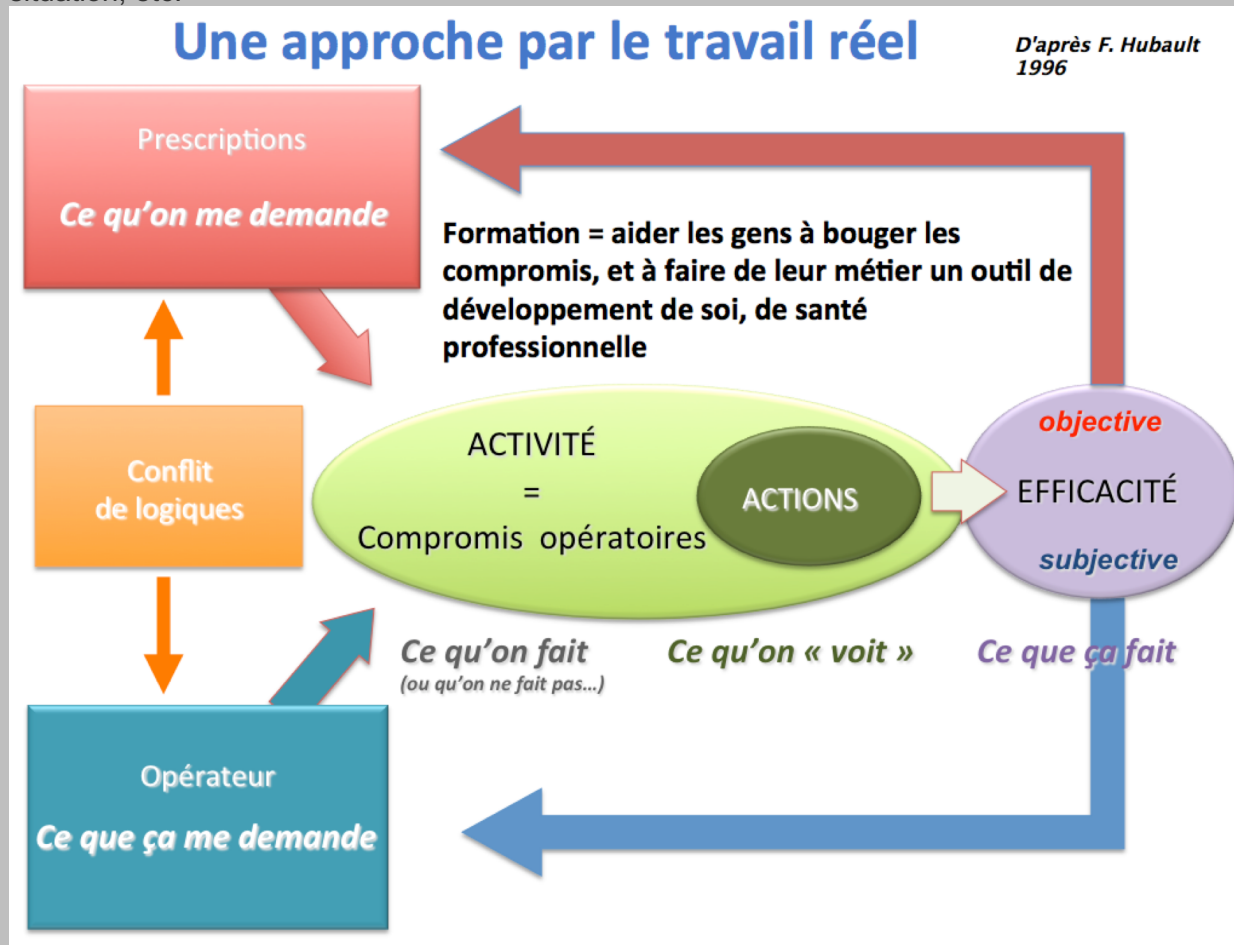 Une approche par le travail réel
D'après F. Hubault
1996
Prescriptions
Ce qu'on me demande
Formation = aider les gens à bouger les
compromis, et à faire de leur métier un outil de
développement de soi, de santé
professionnelle
Conflit
de logiques
ACTIVITÉ
=
Compromis opératoires
ACTIONS
objective
EFFICACITÉ
subjective
Ce qu'on fait
(ou qu'on ne fait pas...)
Ce qu'on « voit »
Ce que ça fait
Opérateur
Ce que ça me demande